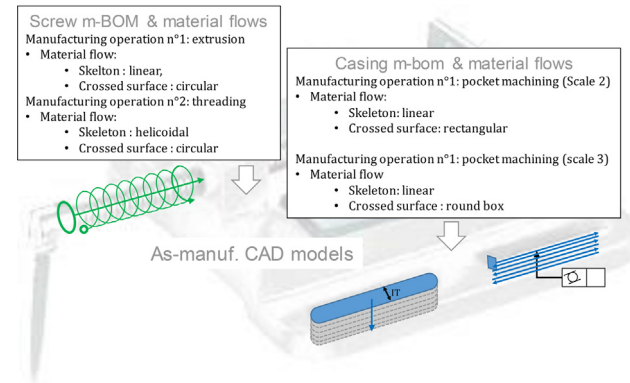 Screw m-BOM & material flows
Manufacturing operation n°1: extrusion
• Material flow:
• Skelton : linear,
• Crossed surface : circular
Manufacturing operation n°2: threading
• Material flow:
• Skeleton : helicoidal
• Crossed surface : circular
Casing m-bom & material flows
Manufacturing operation n°1: pocket machining (Scale 2)
• Material flow:
• Skeleton: linear
• Crossed surface: rectangular
Manufacturing operation n°1: pocket machining (scale 3)
• Material flow
• Skeleton: linear
• Crossed surface : round box
As-manuf. CAD models
IT